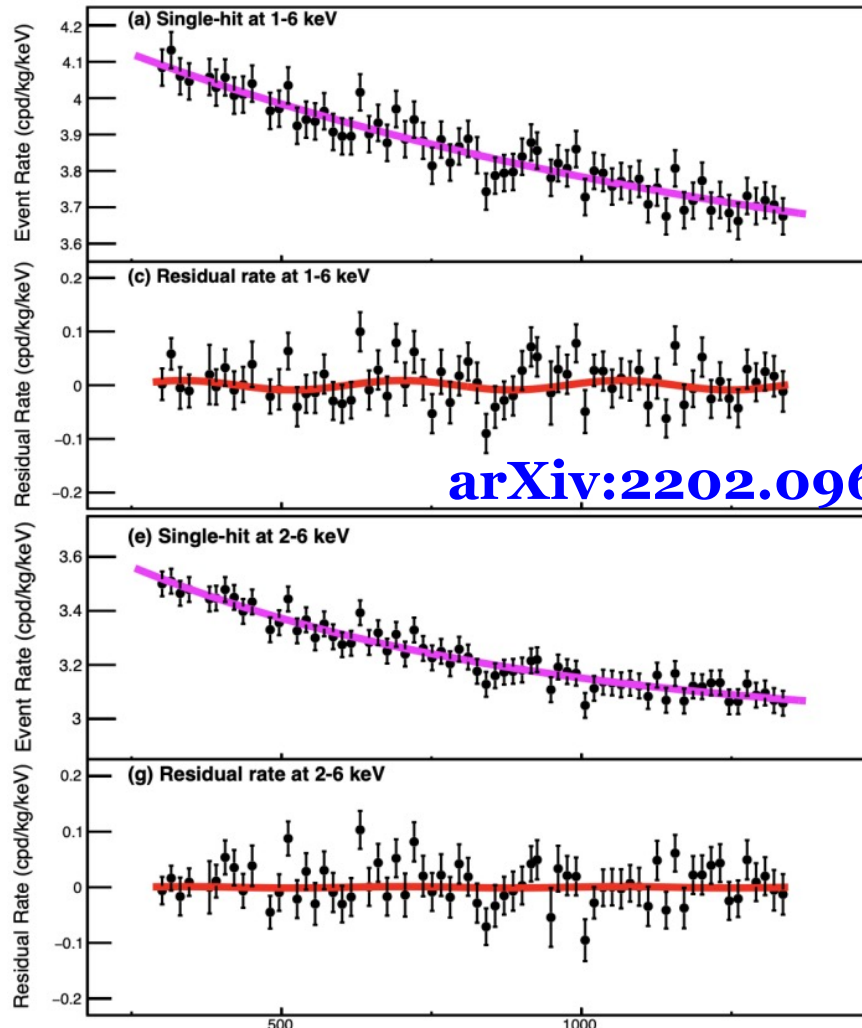 (a) Single-hit at 1-6 keV
Event Rate (cpd/kg/keV)
4.2
4.1
4
3.9
3.8
3.7
3.6
(c) Residual rate at 1-6 keV
Residual Rate (cpd/kg/keV)
0.2
0.1
0
−0.1
−0.2
arXiv:2202.096
(e) Single-hit at 2-6 keV
Event Rate (cpd/kg/keV)
3.6
3.4
3.2
3
(g) Residual rate at 2-6 keV
Residual Rate (cpd/kg/keV)
0.2
0.1
0
−0.1
−0.2
500 1000